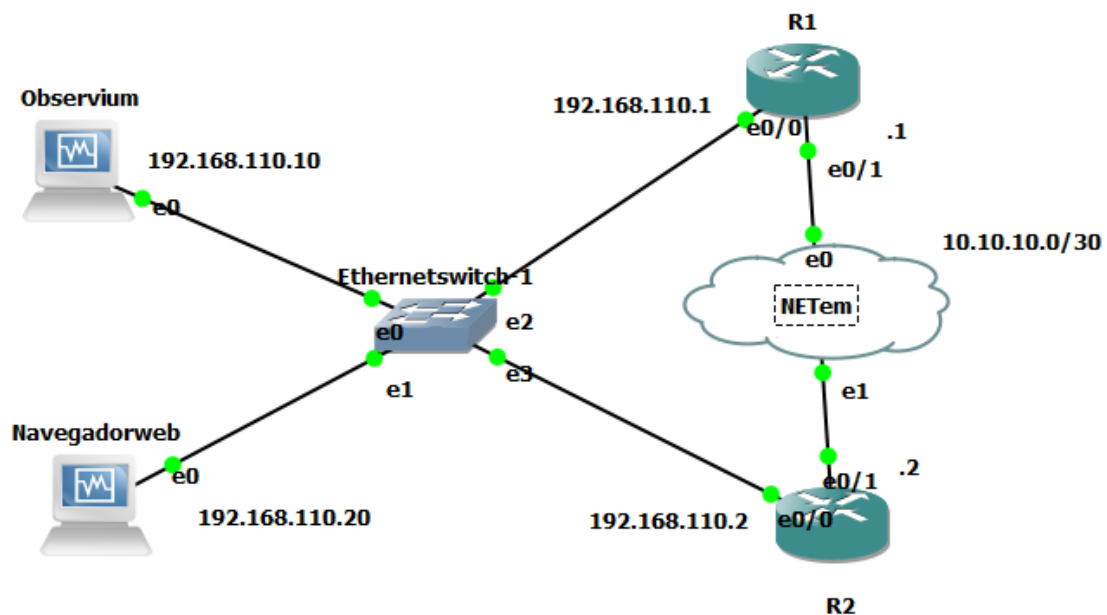 R1
Observium
192.168.110.1
e0/0
.1
192.168.110.10
e0/1
e0
10.10.10.0/30
e0
Ethernetswitch-1
NETem
e0
e2
e3
e1
e1
Navegadorweb
e0
.2
e0/1
192.168.110.20
192.168.110.2
e0/0
R2